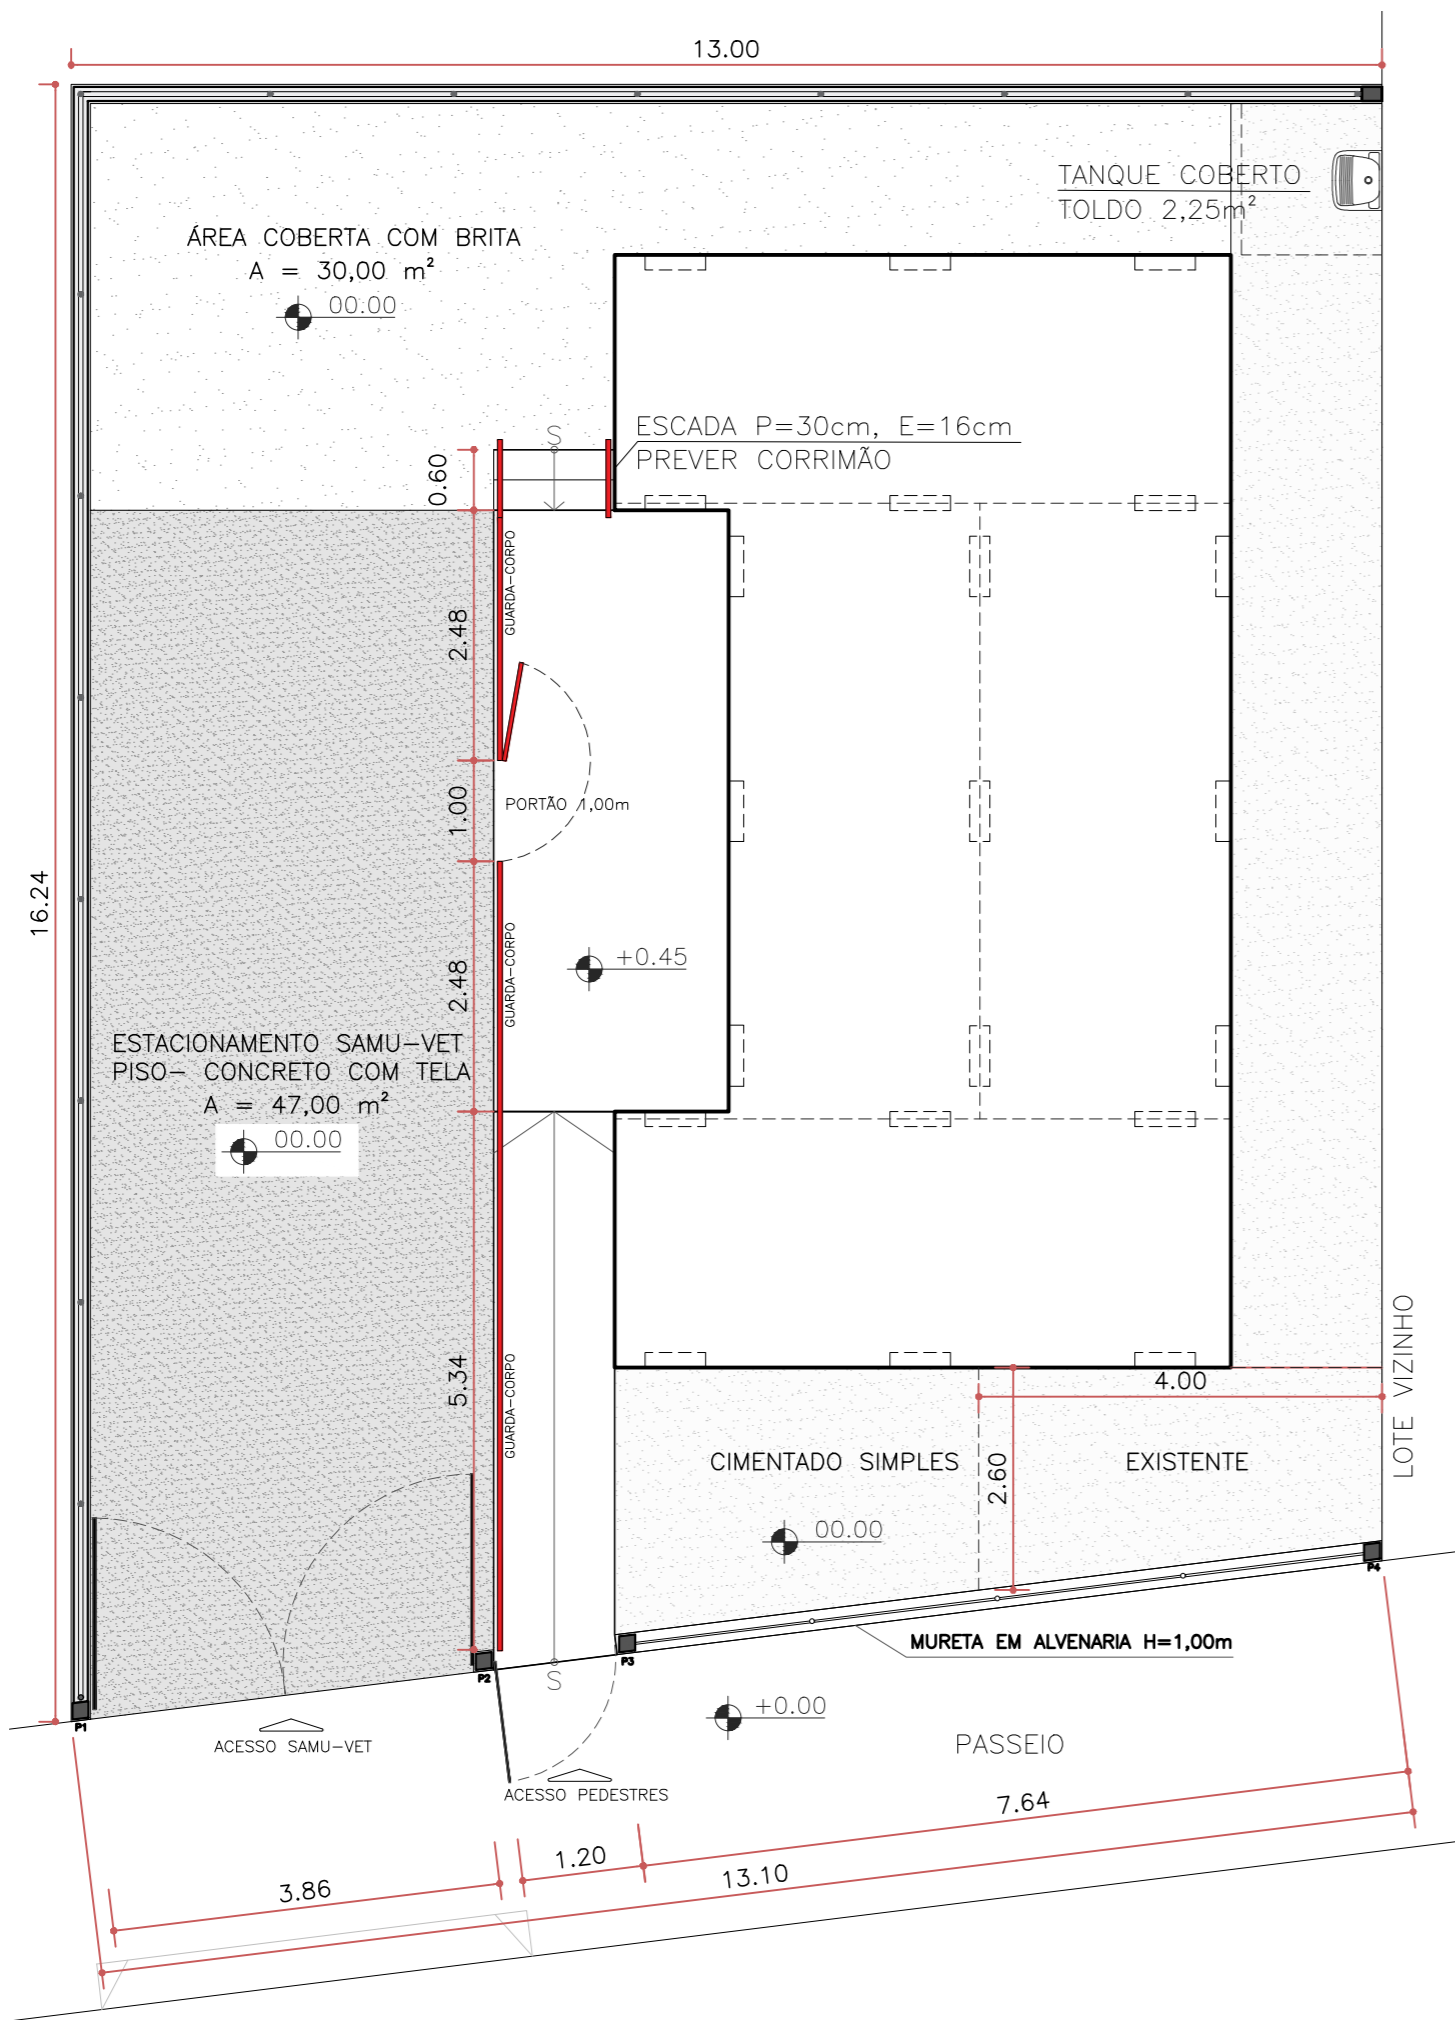 13.00
TANQUE COBERTO
TOLDO 2,25m²
ÁREA COBERTA COM BRITA
A = 30,00 m²
00.00
S
ESCADA P=30cm, E=16cm
PREVER CORRIMÃO
0.60
GUARDA-CORPO
2.48
PORTÃO 1,00m
1.00
16.24
GUARDA-CORPO
+0.45
2.48
ESTACIONAMENTO SAMU-VET
PISO- CONCRETO COM TELA
A = 47,00 m²
00.00
LOTE VIZINHO
4.00
5.34
GUARDA-CORPO
CIMENTADO SIMPLES
EXISTENTE
2.60
00.00
P4
MURETA EM ALVENARIA H=1,00m
P3
P2
S
+0.00
P1
ACESSO SAMU-VET
PASSEIO
ACESSO PEDESTRES
7.64
1.20
13.10
3.86